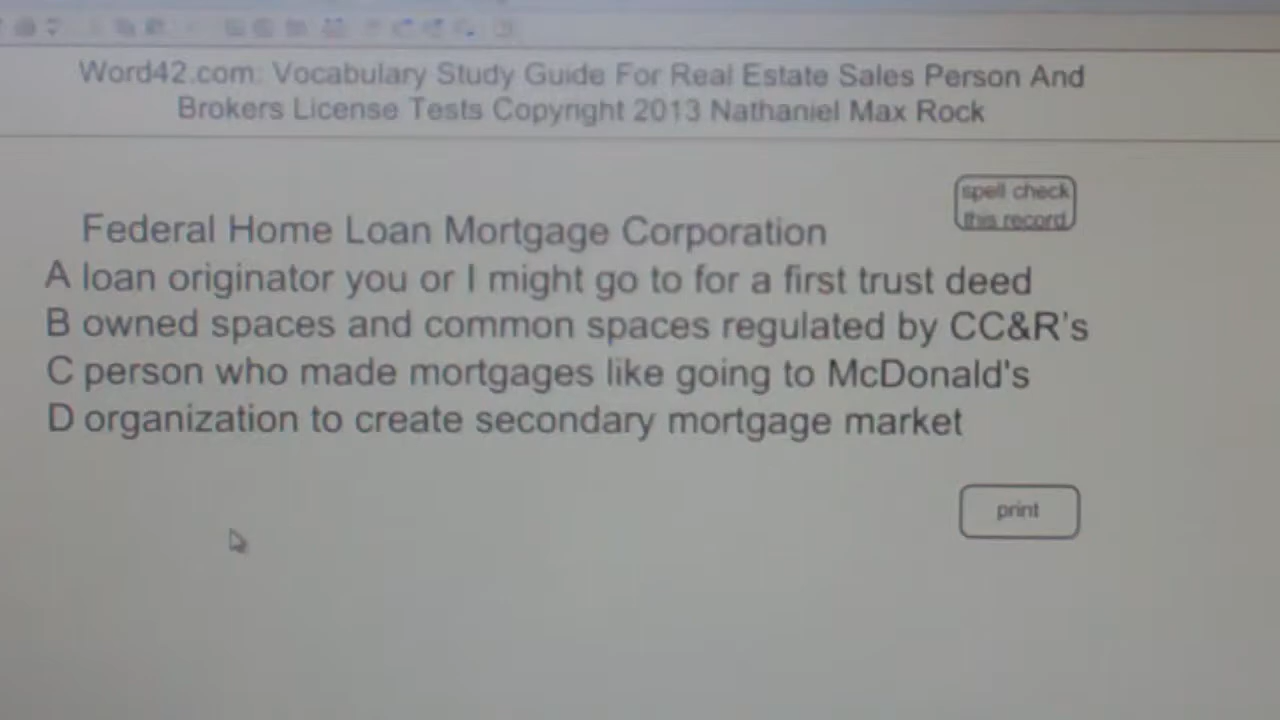 Word42.com: Vocabulary Study Guide For Real Estate Sales Person And
Brokers License Tests Copyright 2013 Nathaniel Max Rock
spell check
this record
Federal Home Loan Mortgage Corporation
A loan originator you or I might go to for a first trust deed
B owned spaces and common spaces regulated by CC&R's
C person who made mortgages like going to McDonald's
D organization to create secondary mortgage market
print